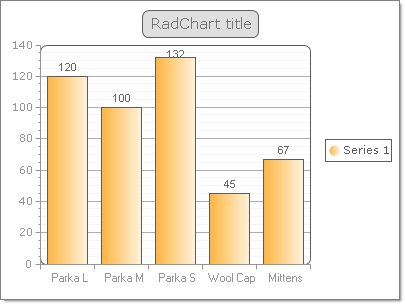 RadChart title
140
120
100
80
60
40
20
0
120
100
132
45
67
Parka L
Parka M
Parka S
Wool Cap
Mittens
Series 1